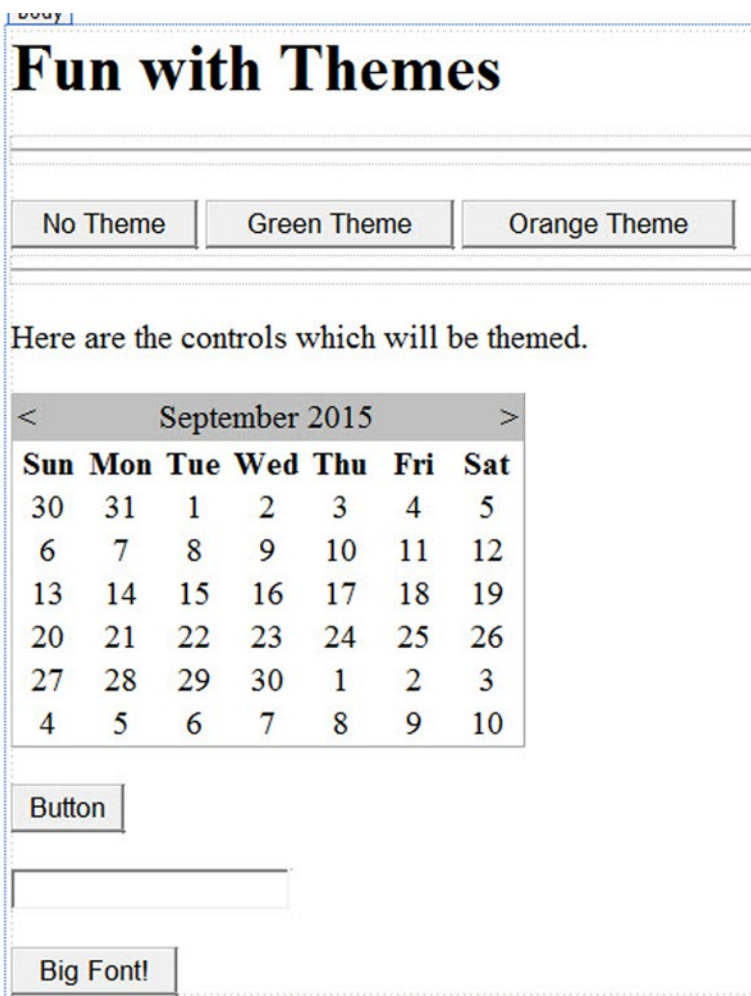 body
Fun with Themes
No Theme Green Theme Orange Theme
Here are the controls which will be themed.
< September 2015 >
Sun Mon Tue Wed Thu Fri Sat
30 31 1 2 3 4 5
6 7 8 9 10 11 12
13 14 15 16 17 18 19
20 21 22 23 24 25 26
27 28 29 30 1 2 3
4 5 6 7 8 9 10
Button
Big Font!